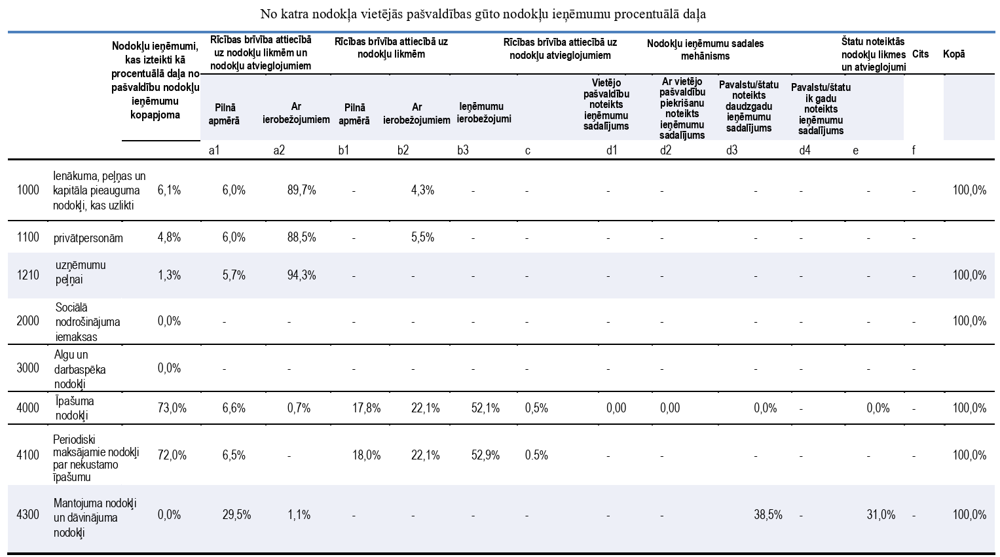 No katra nodokļa vietējās pašvaldības gūto nodokļu ieņēmumu procentuālā daļa
Nodokļu ieņēmumi,
kas izteikti kā
procentuālā daļa no
pašvaldību nodokļu
ieņēmumu
kopapjoma
Rīcības brīvība attiecībā
uz nodokļu likmēm un
nodokļu atvieglojumiem
Rīcības brīvība attiecībā uz
nodokļu likmēm
Rīcības brīvība attiecībā uz
nodokļu atvieglojumiem
Nodokļu ieņēmumu sadales
mehānisms
Štatu noteiktās
nodokļu likmes
un atvieglojumi
Cits
Kopā
Pilnā
apmērā
Ar
ierobežojumiem
Pilnā
apmērā
Ar
ierobežojumiem
Ieņēmumu
ierobežojumi
Vietējo
pašvaldību
noteikts
ieņēmumu
sadalījums
Ar vietējo
pašvaldību
piekrišanu
noteikts
ieņēmumu
sadalījums
Pavalstu/štatu
noteikts
daudzgadu
ieņēmumu
sadalījums
Pavalstu/štatu
ik gadu
noteikts
ieņēmumu
sadalījums
a1 a2 b1 b2 b3 c d1 d2 d3 d4 e f
Ienākuma, peļņas un
1000 kapitāla pieauguma 6,1% 6,0% 89,7% - 4,3% - - - - - - - - 100,0%
nodokļi, kas uzlikti
1100 privātpersonām 4,8% 6,0% 88,5% - 5,5% - - - - - - - -
uzņēmumu
1210 peļņai 1,3% 5,7% 94,3% - - - - - - - - - - 100,0%
Sociālā
2000 nodrošinājuma 0,0% - - - - - - - - - - - - 100,0%
iemaksas
Algu un
3000 darbaspēka 0,0% - - - - - - - - - - - -
nodokļi
Īpašuma
4000 nodokļi 73,0% 6,6% 0,7% 17,8% 22,1% 52,1% 0,5% 0,00 0,00 0,0% - 0,0% - 100,0%
Periodiski
4100 maksājamie nodokļi 72,0% 6,5% - 18,0% 22,1% 52,9% 0.5% - - - - - - 100,0%
par nekustamo
īpašumu
Mantojuma nodokļi
4300 un dāvinājuma 0,0% 29,5% 1,1% - - - - - - 38,5% - 31,0% - 100,0%
nodokļi